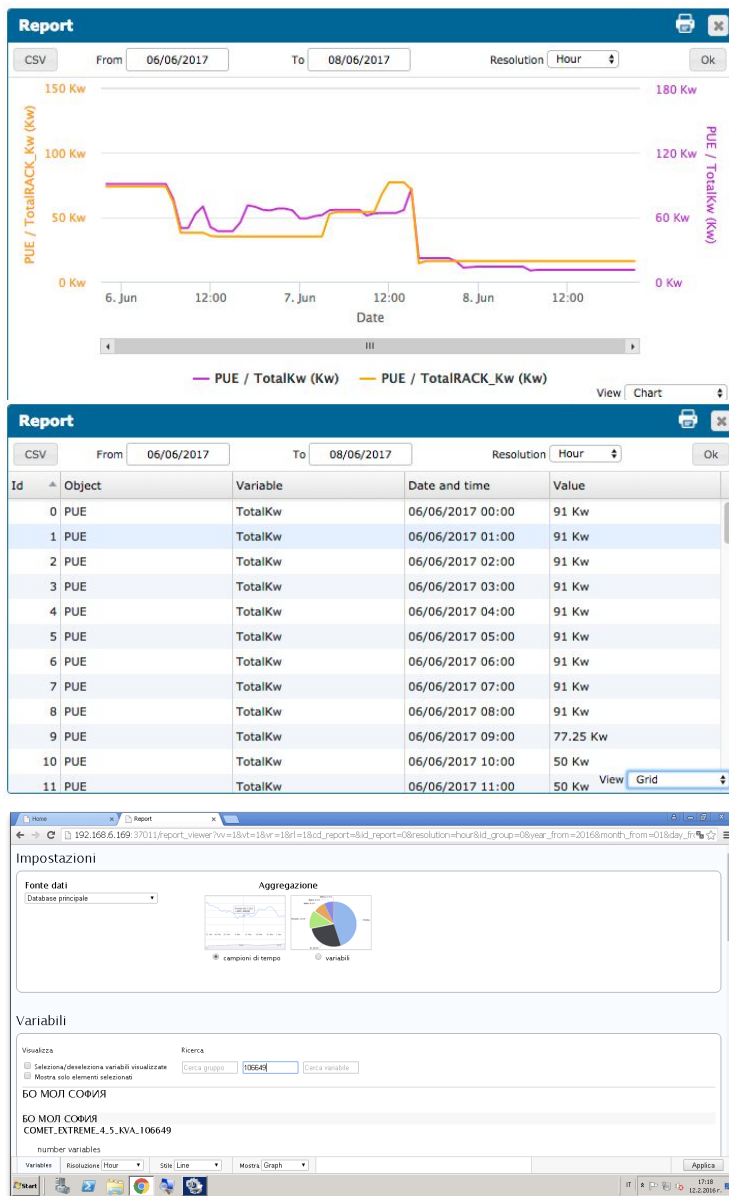 Report
CSV From 06/06/2017 To 08/06/2017 Resolution Hour Ok
150 Kw 180 Kw
100 Kw 120 Kw
50 Kw 60 Kw
0 Kw 0 Kw
PUE / TotalRACK_Kw (Kw)
PUE / TotalKw (Kw)
6. Jun 12:00 7. Jun 12:00 8. Jun 12:00
Date
PUE / TotalKw (Kw) PUE / TotalRACK_Kw (Kw)
View Chart
Report
CSV From 06/06/2017 To 08/06/2017 Resolution Hour Ok
Id Object Variable Date and time Value
0 PUE TotalKw 06/06/2017 00:00 91 Kw
1 PUE TotalKw 06/06/2017 01:00 91 Kw
2 PUE TotalKw 06/06/2017 02:00 91 Kw
3 PUE TotalKw 06/06/2017 03:00 91 Kw
4 PUE TotalKw 06/06/2017 04:00 91 Kw
5 PUE TotalKw 06/06/2017 05:00 91 Kw
6 PUE TotalKw 06/06/2017 06:00 91 Kw
7 PUE TotalKw 06/06/2017 07:00 91 Kw
8 PUE TotalKw 06/06/2017 08:00 91 Kw
9 PUE TotalKw 06/06/2017 09:00 77.25 Kw
10 PUE TotalKw 06/06/2017 10:00 50 Kw
11 PUE TotalKw 06/06/2017 11:00 50 Kw
View Grid
Home Report
192.168.6.169:37011/report_viewer?vv=1&vt=1&vr=1&rl=1&cd_report=&id_report=0&resolution=hour&id_group=0&year_from=2016&month_from=01&day_fr
Impostazioni
Fonte dati Aggregazione
Database principale
campioni di tempo variabili
Variabili
Visualizza Ricerca
Seleziona/deseleziona variabili visualizzate Cerca gruppo 106649 Cerca variabile
Mostra solo elementi selezionati
БО МОЛ СОФИЯ
БО МОЛ СОФИЯ
COMET_EXTREME_4_5_KVA_106649
number variables
Variables Risoluzione Hour Stile Line Mostra Graph Applica
Start IT 17:18
12.2.2016 г.